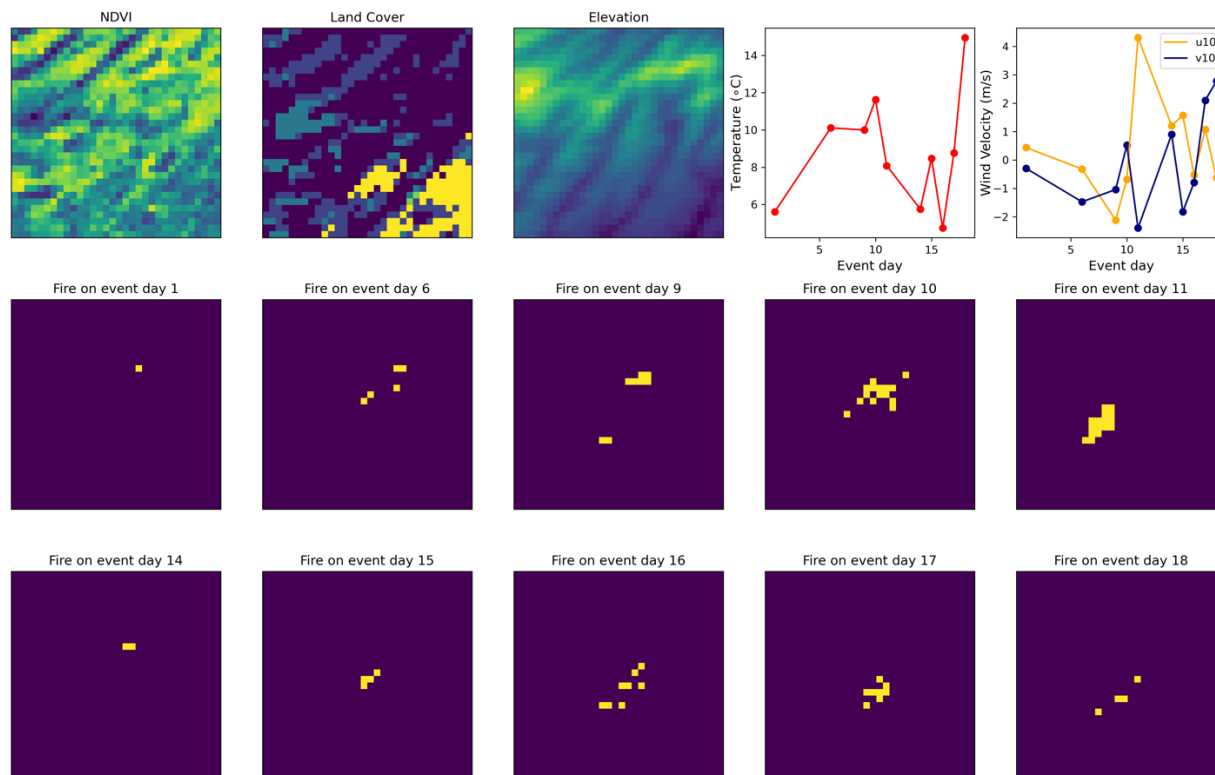 NDVI
Land Cover
Elevation
Temperature (∘C)
14
12
10
8
6
5
10
15
Event day
Wind Velocity (m/s)
4
3
2
1
0
−1
−2
u10
v10
5
10
15
Event day
Fire on event day 1
Fire on event day 6
Fire on event day 9
Fire on event day 10
Fire on event day 11
Fire on event day 14
Fire on event day 15
Fire on event day 16
Fire on event day 17
Fire on event day 18